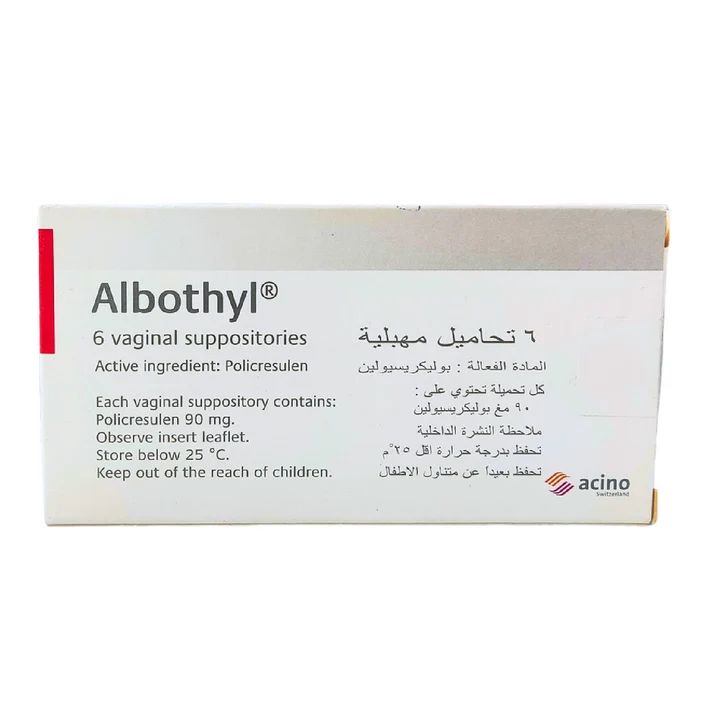 Albothyl®
6 vaginal suppositories
Active ingredient: Policresulen
Each vaginal suppository contains:
Policresulen 90 mg.
Observe insert leaflet.
Store below 25 °C.
Keep out of the reach of children.
٦ تحاميل مهبلية
المادة الفعالة : بوليكريسيولين
كل تحميلة تحتوي على :
٩٠ مغ بوليكريسيولين
ملاحظة النشرة الداخلية
تحفظ بدرجة حرارة اقل ٢٥°م
تحفظ بعيداً عن متناول الاطفال
acino
Switzerland